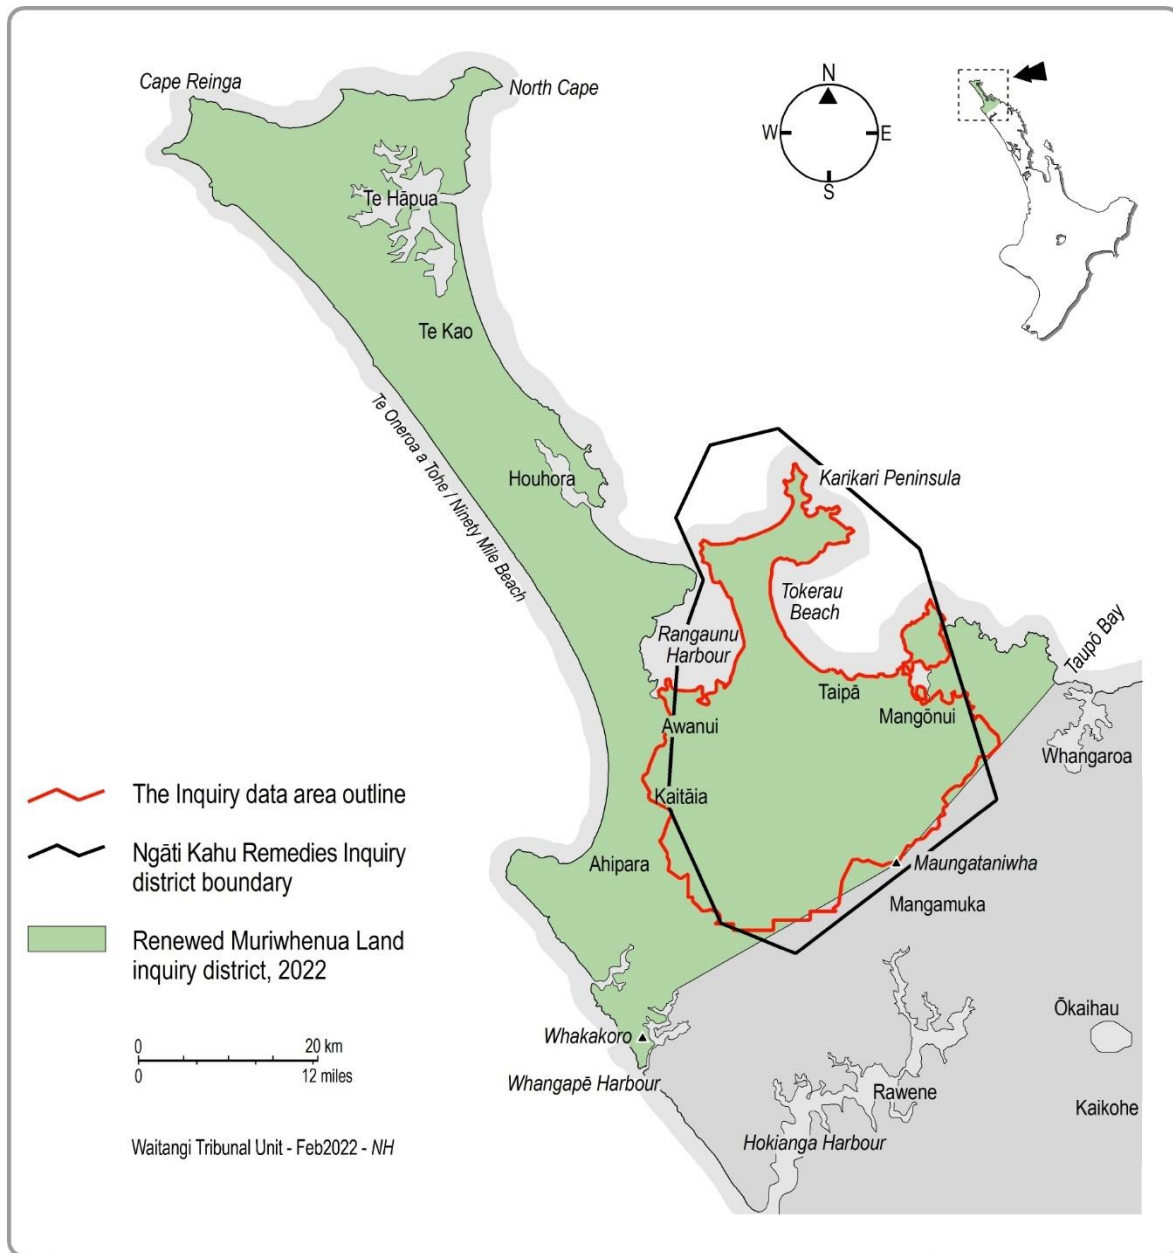 Cape Reinga
North Cape
N
W
E
S
Te Hāpua
Te Kao
Te Oneroa a Tohe / Ninety Mile Beach
Houhora
Karikari Peninsula
Tokerau
Beach
Rangaunu
Harbour
Taupō Bay
Taipā
Mangōnui
Awanui
Whangaroa
Kaitāia
Ahipara
Maungataniwha
Mangamuka
The Inquiry data area outline
Ngāti Kahu Remedies Inquiry
district boundary
Renewed Muriwhenua Land
inquiry district, 2022
0 20 km
0 12 miles
Whakakoro
Whangapē Harbour
Ōkaihau
Rawene
Kaikohe
Hokianga Harbour
Waitangi Tribunal Unit - Feb2022 - NH